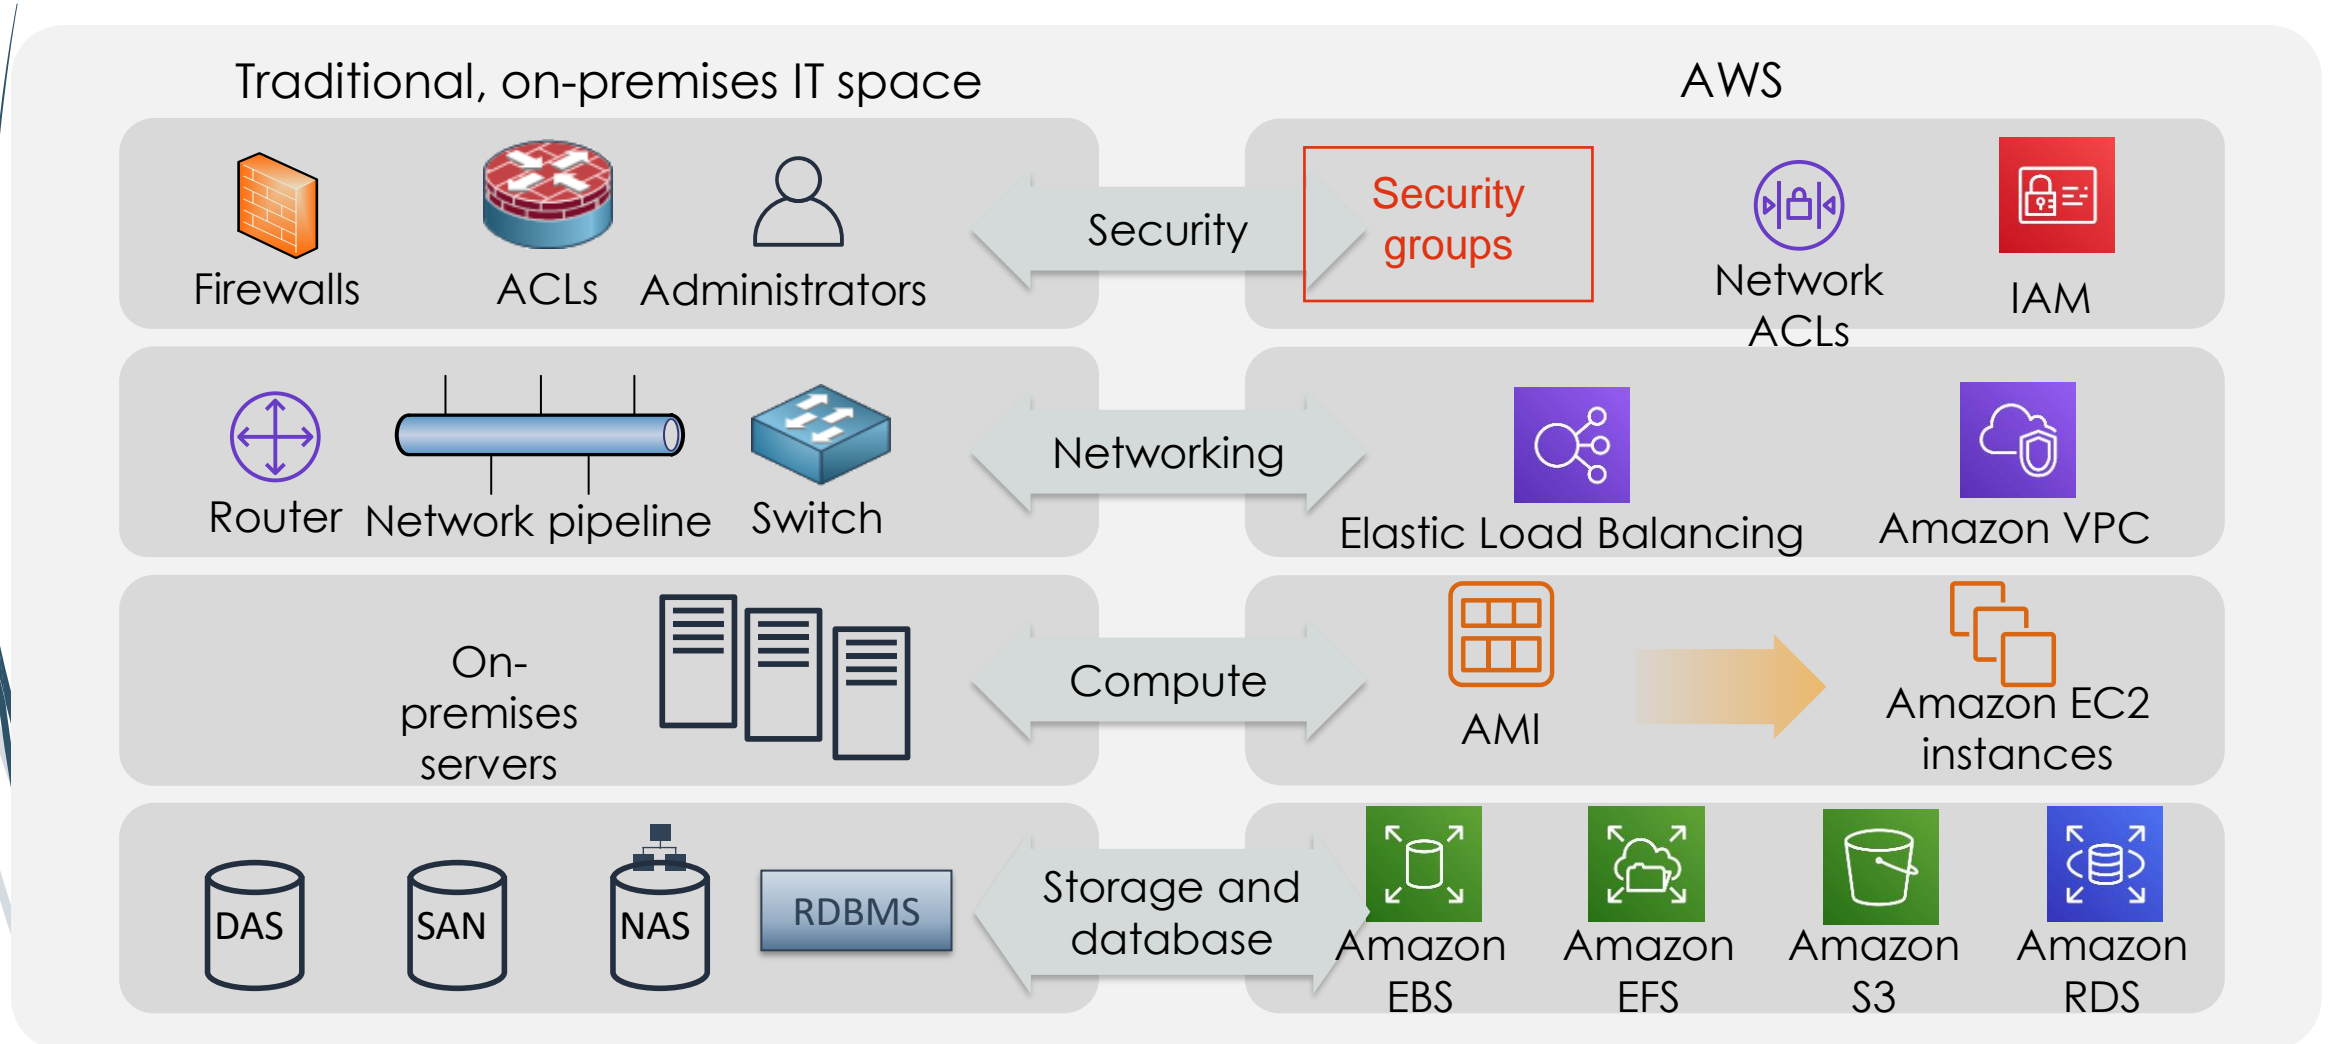 Traditional, on-premises IT space
AWS
Firewalls
ACLs
Administrators
Security
Security
groups
Network
ACLs
IAM
Router
Network pipeline
Switch
Networking
Elastic Load Balancing
Amazon VPC
On-
premises
servers
Compute
AMI
Amazon EC2
instances
DAS
SAN
NAS
RDBMS
Storage and
database
Amazon
EBS
Amazon
EFS
Amazon
S3
Amazon
RDS